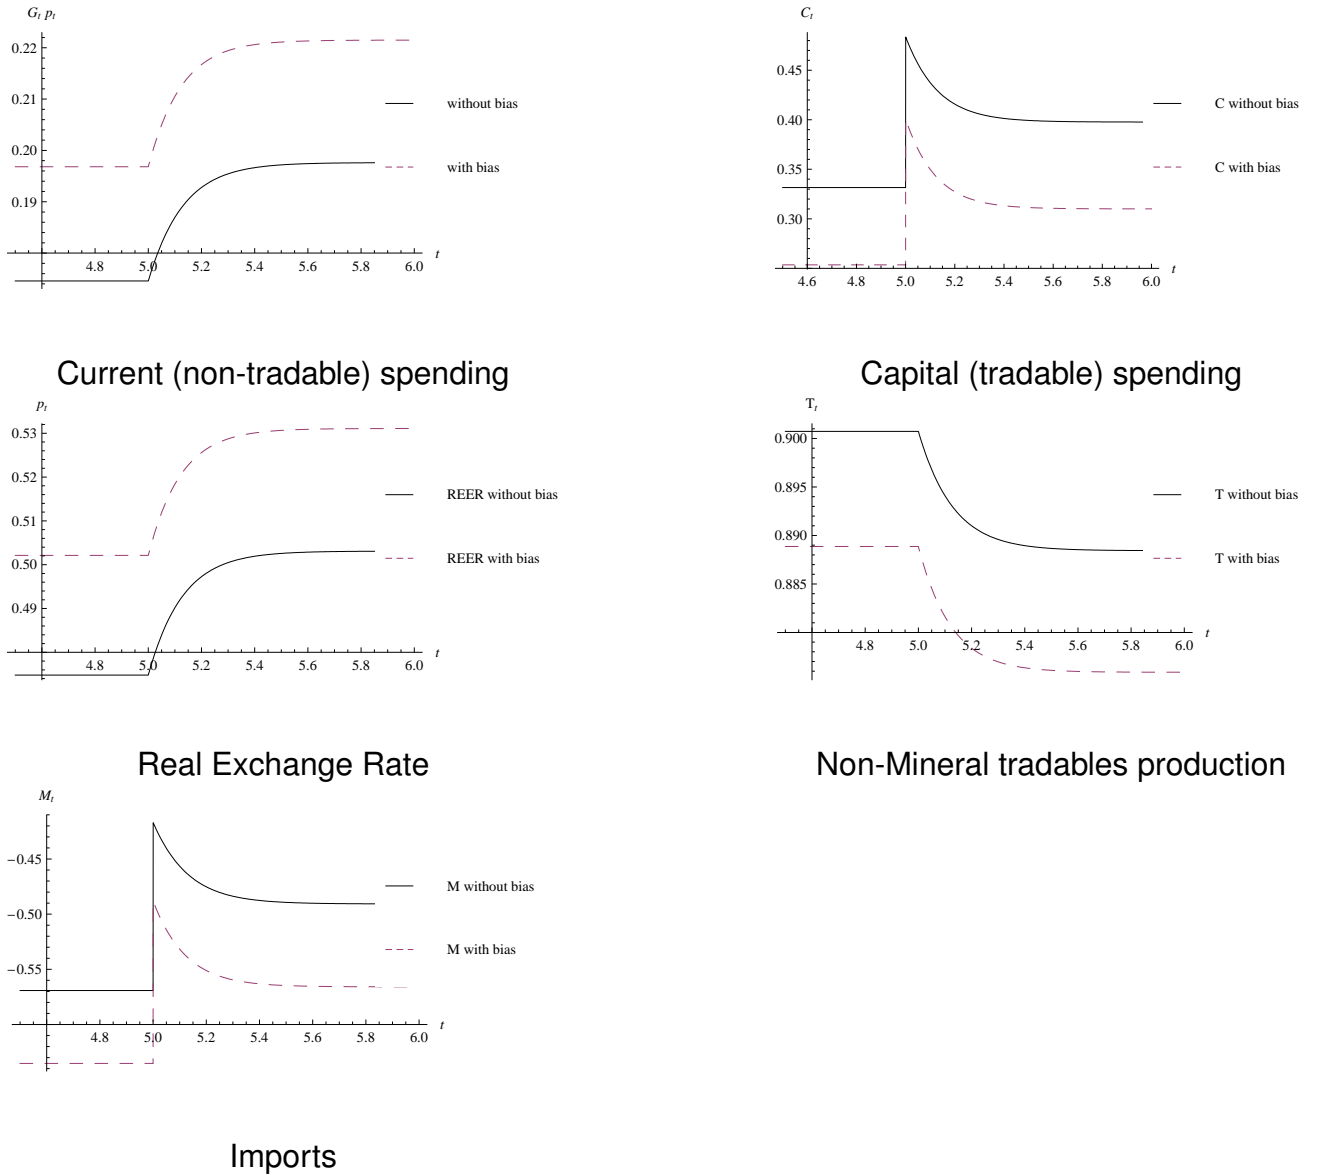 G_t p_t
0.22
0.21
0.20
0.19
4.8 5.0 5.2 5.4 5.6 5.8 6.0 t
without bias
with bias
Current (non-tradable) spending
C_t
0.45
0.40
0.35
0.30
4.6 4.8 5.0 5.2 5.4 5.6 5.8 6.0 t
C without bias
C with bias
Capital (tradable) spending
p_t
0.53
0.52
0.51
0.50
0.49
4.8 5.0 5.2 5.4 5.6 5.8 6.0 t
REER without bias
REER with bias
Real Exchange Rate
T_t
0.900
0.895
0.890
0.885
4.8 5.0 5.2 5.4 5.6 5.8 6.0 t
T without bias
T with bias
Non-Mineral tradables production
M_t
−0.45
−0.50
−0.55
4.8 5.0 5.2 5.4 5.6 5.8 6.0 t
M without bias
M with bias
Imports